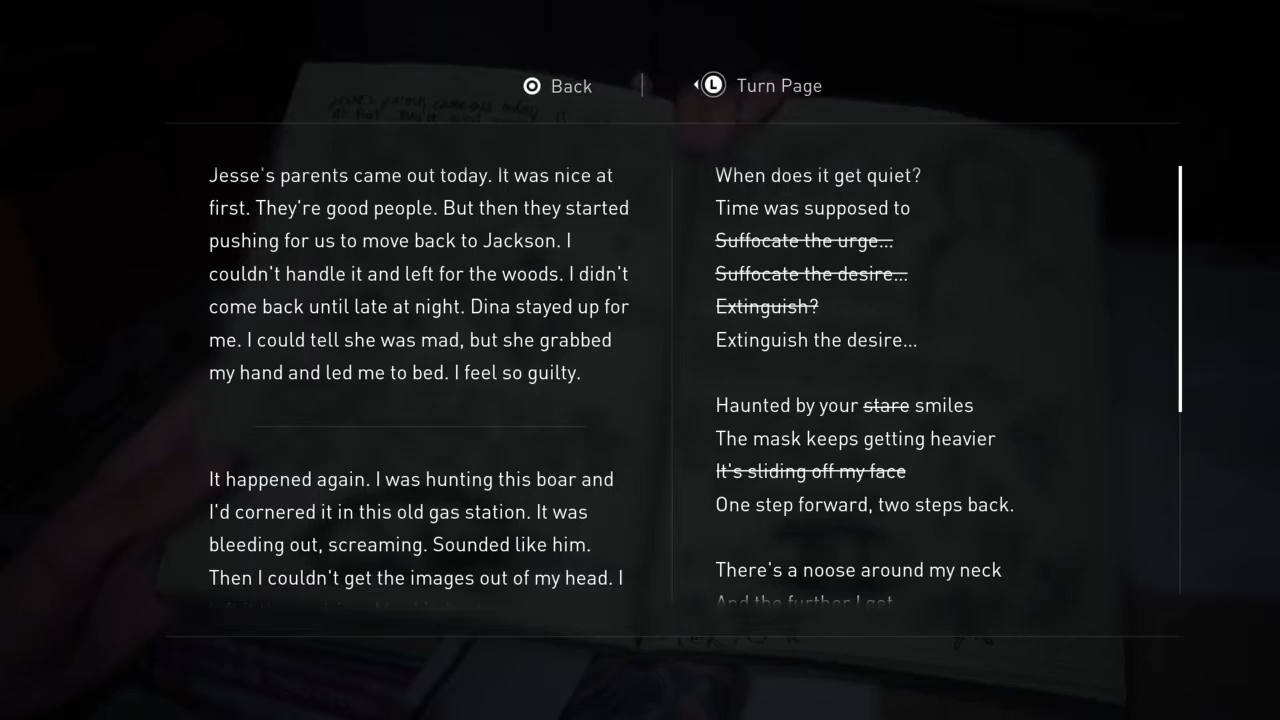 Back
Turn Page
Jesse's parents came out today. It was nice at
first. They're good people. But then they started
pushing for us to move back to Jackson. I
couldn't handle it and left for the woods. I didn't
come back until late at night. Dina stayed up for
me. I could tell she was mad, but she grabbed
my hand and led me to bed. I feel so guilty.
It happened again. I was hunting this boar and
I'd cornered it in this old gas station. It was
bleeding out, screaming. Sounded like him.
Then I couldn't get the images out of my head. I
When does it get quiet?
Time was supposed to
Suffocate the urge...
Suffocate the desire...
Extinguish?
Extinguish the desire...
Haunted by your stare smiles
The mask keeps getting heavier
It's sliding off my face
One step forward, two steps back.
There's a noose around my neck
And the further I get